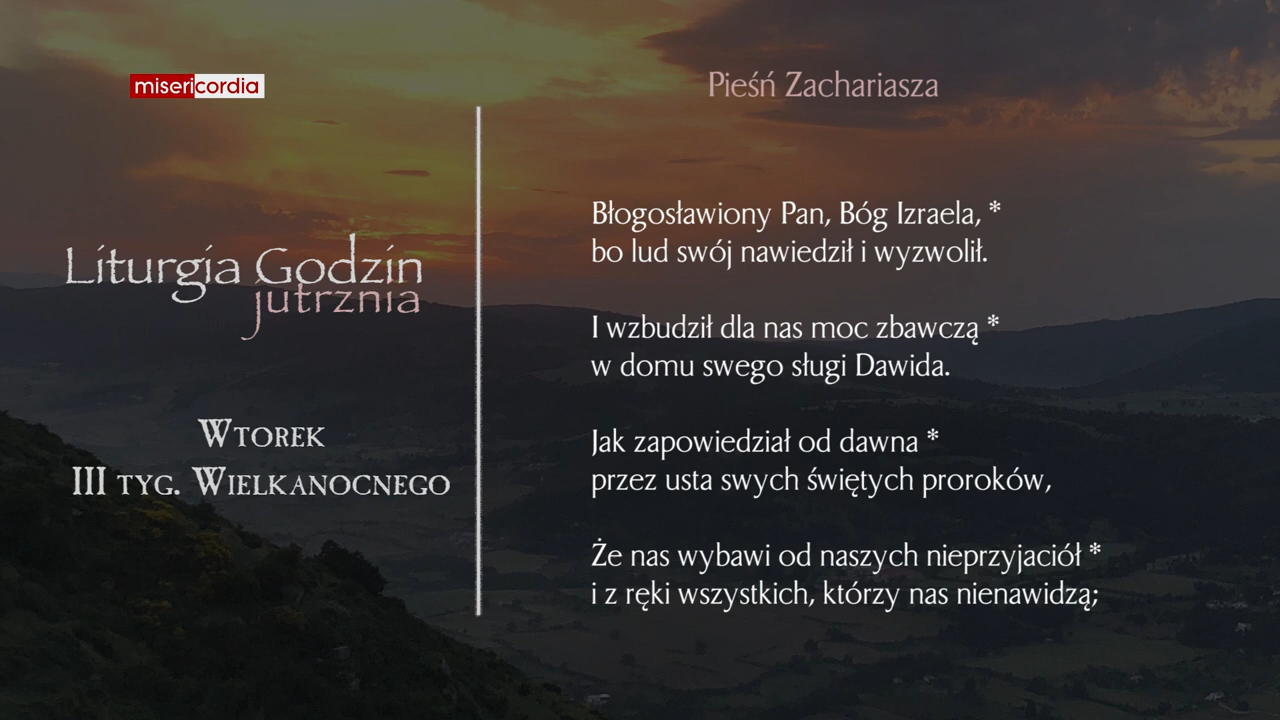 misericordia
Liturgia Godzin
jutrznia
Wtorek
III tyg. Wielkanocnego
Pieśń Zachariasza
Błogosławiony Pan, Bóg Izraela, *
bo lud swój nawiedził i wyzwolił.
I wzbudził dla nas moc zbawczą *
w domu swego sługi Dawida.
Jak zapowiedział od dawna *
przez usta swych świętych proroków,
Że nas wybawi od naszych nieprzyjaciół *
i z ręki wszystkich, którzy nas nienawidzą;